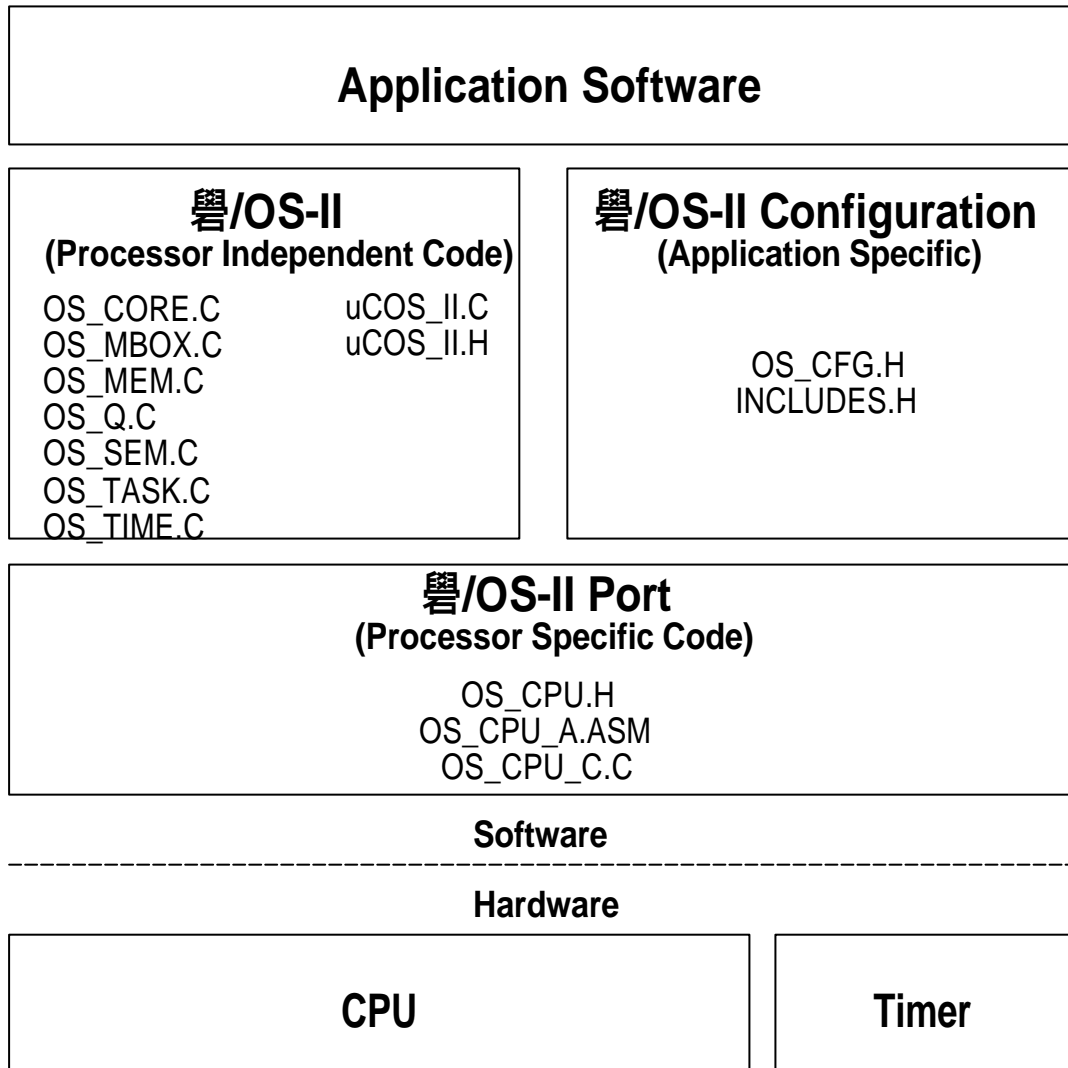 Application Software
礐/OS-II
(Processor Independent Code)
OS_CORE.C
OS_MBOX.C
OS_MEM.C
OS_Q.C
OS_SEM.C
OS_TASK.C
OS_TIME.C
uCOS_II.C
uCOS_II.H
礐/OS-II Configuration
(Application Specific)
OS_CFG.H
INCLUDES.H
礐/OS-II Port
(Processor Specific Code)
OS_CPU.H
OS_CPU_A.ASM
OS_CPU_C.C
Software
Hardware
CPU
Timer